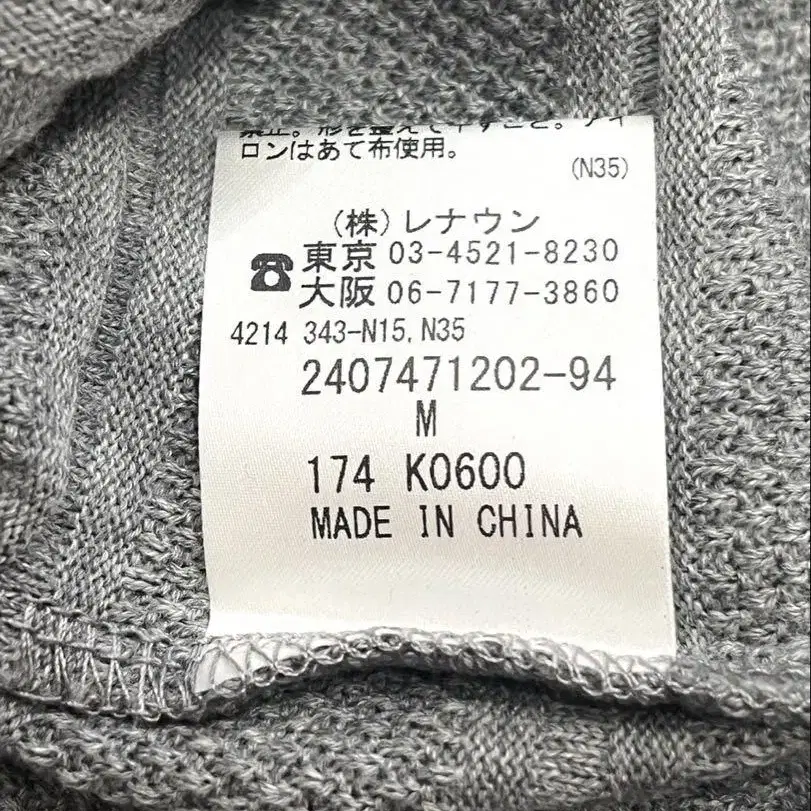 禁止。形を整えて干すこと。アイ
ロンはあて布使用。
(N35)
(株)レナウン
☎東京 03-4521-8230
大阪 06-7177-3860
4214 343-N15,N35
2407471202-94
M
174 K0600
MADE IN CHINA